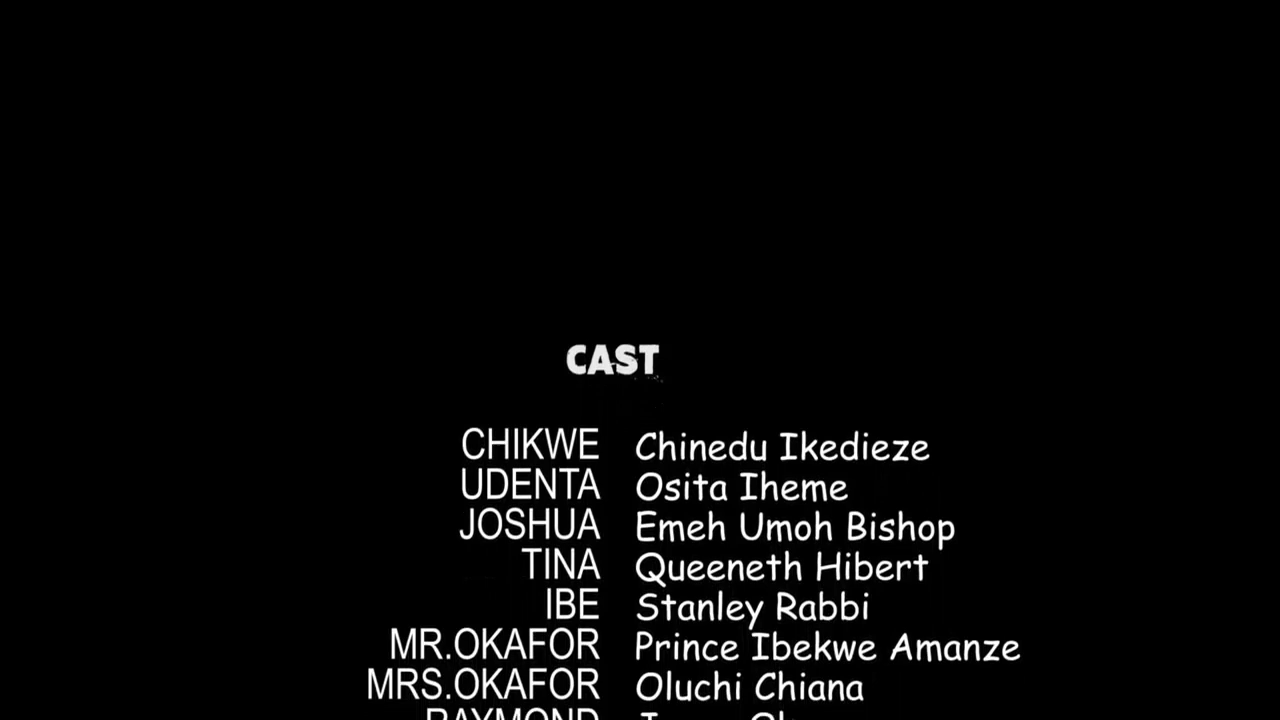 CAST
CHIKWE Chinedu Ikedieze
UDENTA Osita Iheme
JOSHUA Emeh Umoh Bishop
TINA Queeneth Hibert
IBE Stanley Rabbi
MR.OKAFOR Prince Ibekwe Amanze
MRS.OKAFOR Oluchi Chiana
RAYMOND